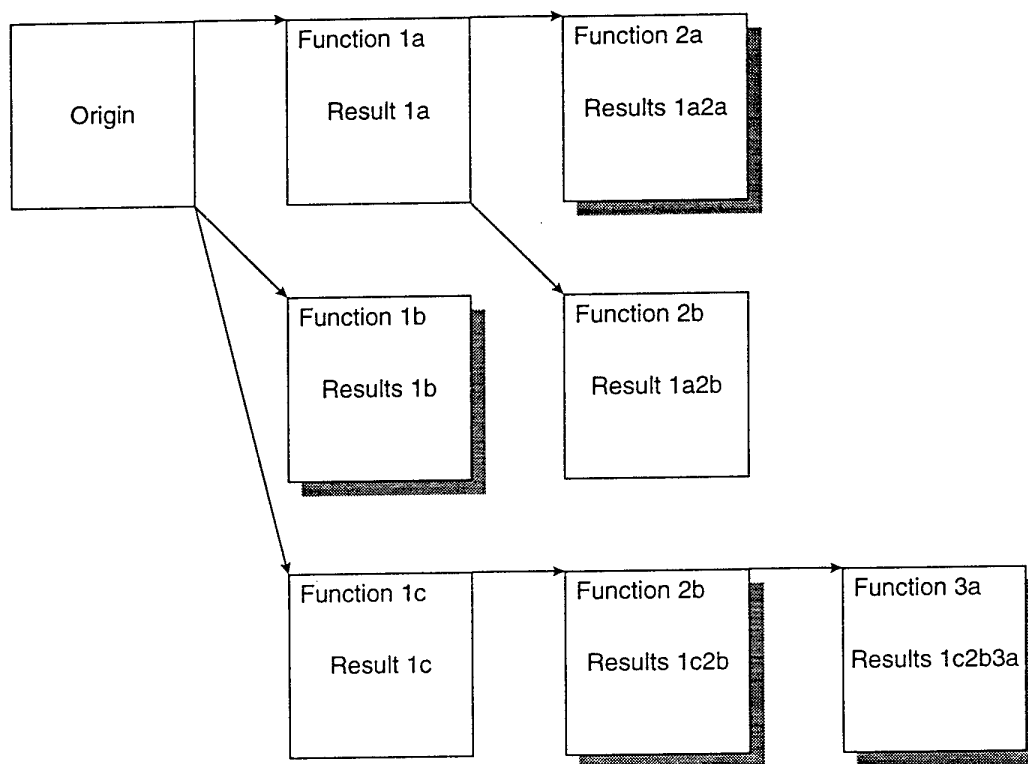 Origin
Function 1a
Result 1a
Function 2a
Results 1a2a
Function 1b
Results 1b
Function 2b
Result 1a2b
Function 1c
Result 1c
Function 2b
Results 1c2b
Function 3a
Results 1c2b3a